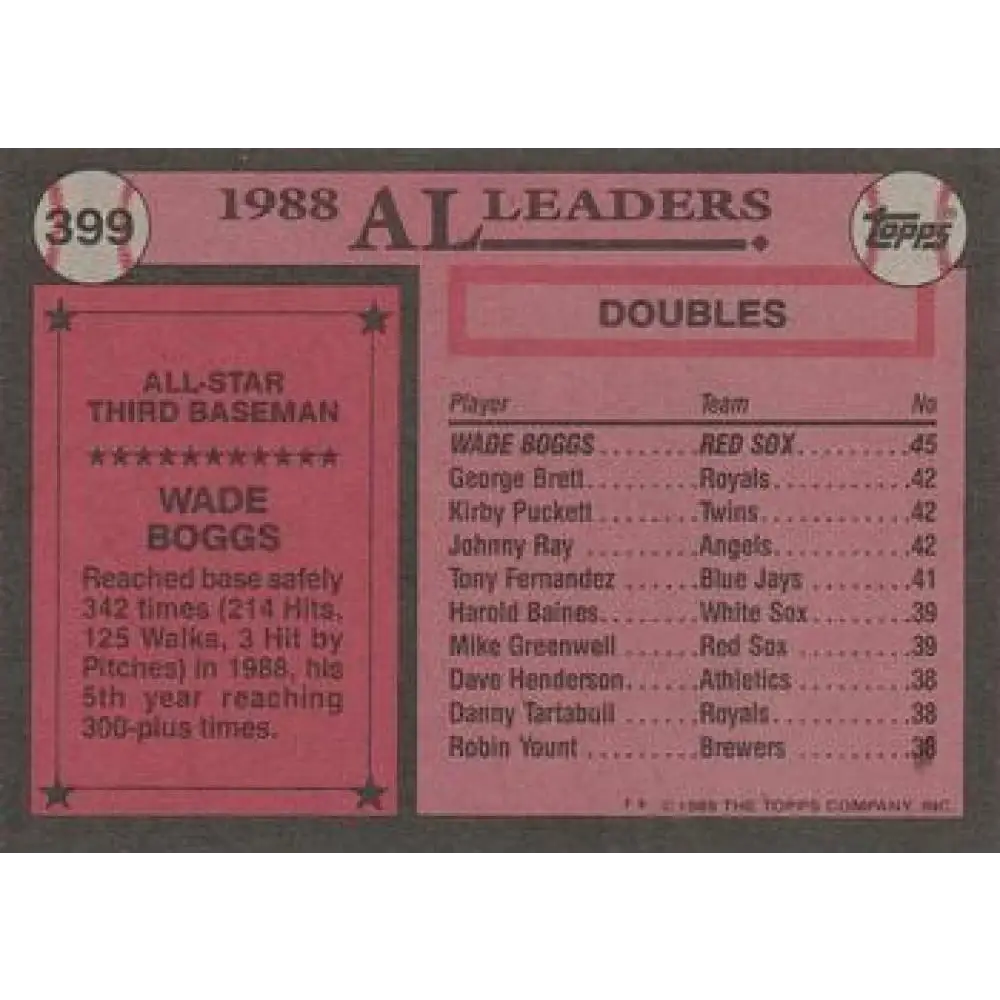 399
1988 AL LEADERS
Topps
ALL-STAR
THIRD BASEMAN
WADE
BOGGS
Reached base safely
342 times (214 Hits,
125 Walks, 3 Hit by
Pitches) in 1988, his
5th year reaching
300-plus times.
DOUBLES
Player Team No
WADE BOGGS........RED SOX.........45
George Brett.........Royals............42
Kirby Puckett........Twins.............42
Johnny Ray .........Angels............42
Tony Fernandez ......Blue Jays .........41
Harold Baines........White Sox.........39
Mike Greenwell ......Red Sox ..........39
Dave Henderson......Athletics ..........38
Danny Tartabull ......Royals............38
Robin Yount .........Brewers ..........38
© 1989 THE TOPPS COMPANY, INC.